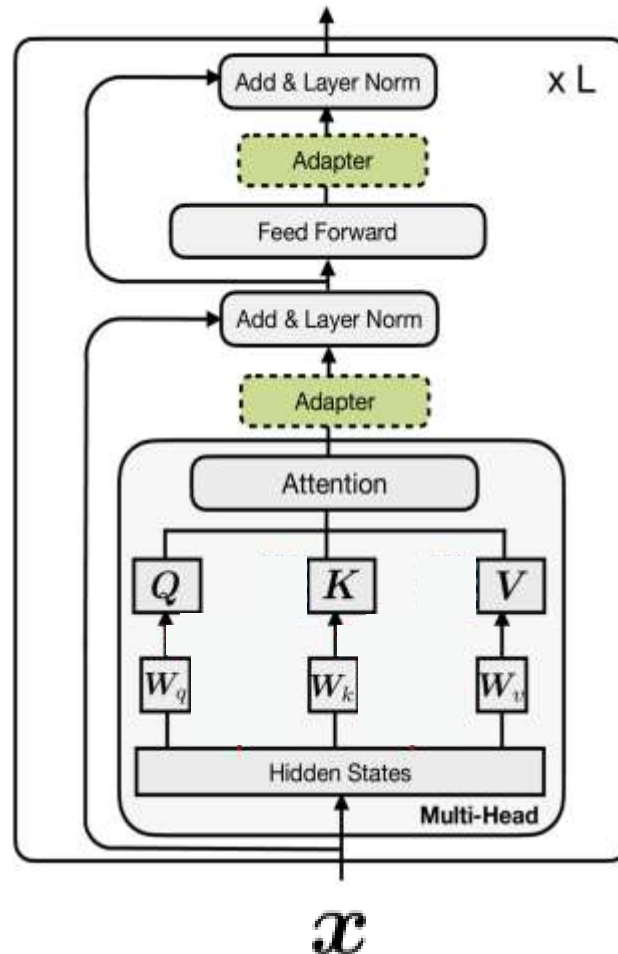 Add & Layer Norm
x L
Adapter
Feed Forward
Add & Layer Norm
Adapter
Attention
Q K V
W_q W_k W_v
Hidden States
Multi-Head
x